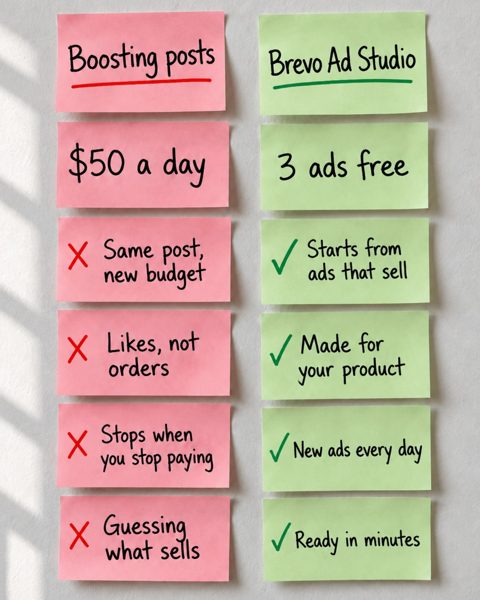 Boosting posts
$50 a day
Same post,
new budget
Likes, not
orders
Stops when
you stop paying
Guessing
what sells
Brevo Ad Studio
3 ads free
Starts from
ads that sell
Made for
your product
New ads every day
Ready in minutes